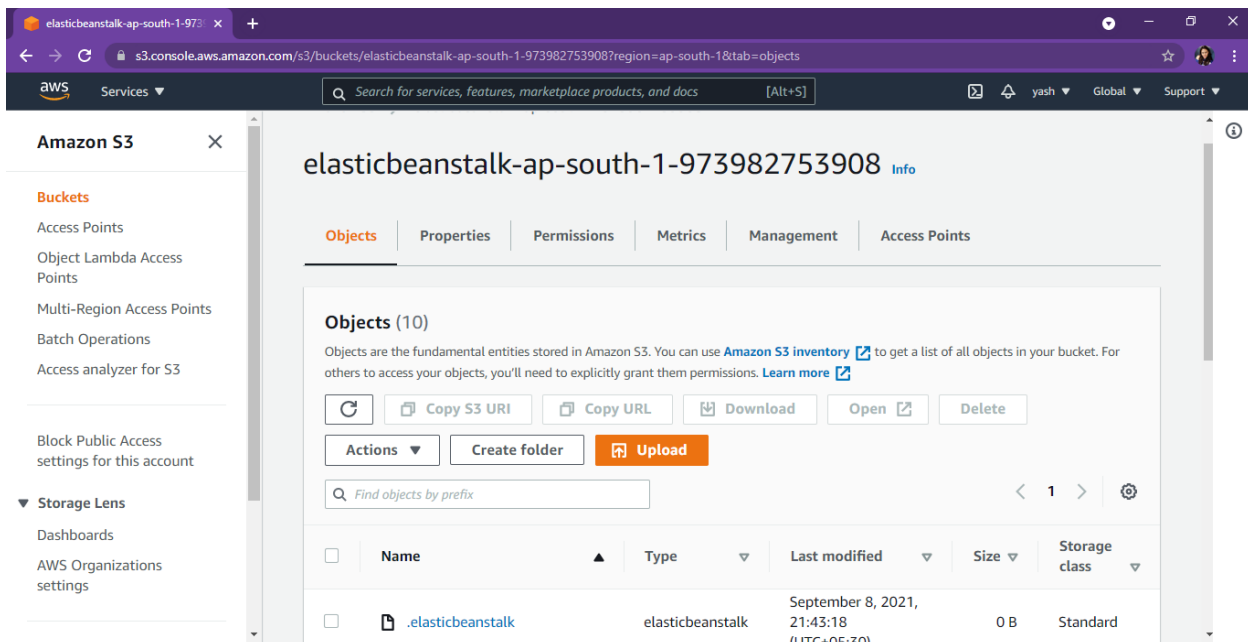 elasticbeanstalk-ap-south-1-973
s3.console.aws.amazon.com/s3/buckets/elasticbeanstalk-ap-south-1-973982753908?region=ap-south-1&tab=objects
aws Services Search for services, features, marketplace products, and docs [Alt+S] yash Global Support
Amazon S3
Buckets
Access Points
Object Lambda Access
Points
Multi-Region Access Points
Batch Operations
Access analyzer for S3
Block Public Access
settings for this account
Storage Lens
Dashboards
AWS Organizations
settings
elasticbeanstalk-ap-south-1-973982753908 Info
Objects Properties Permissions Metrics Management Access Points
Objects (10)
Objects are the fundamental entities stored in Amazon S3. You can use Amazon S3 inventory to get a list of all objects in your bucket. For
others to access your objects, you'll need to explicitly grant them permissions. Learn more
Copy S3 URI Copy URL Download Open Delete
Actions Create folder Upload
Find objects by prefix
1
Name Type Last modified Size Storage
class
.elasticbeanstalk elasticbeanstalk September 8, 2021,
21:43:18
(UTC+05:30)
0 B Standard